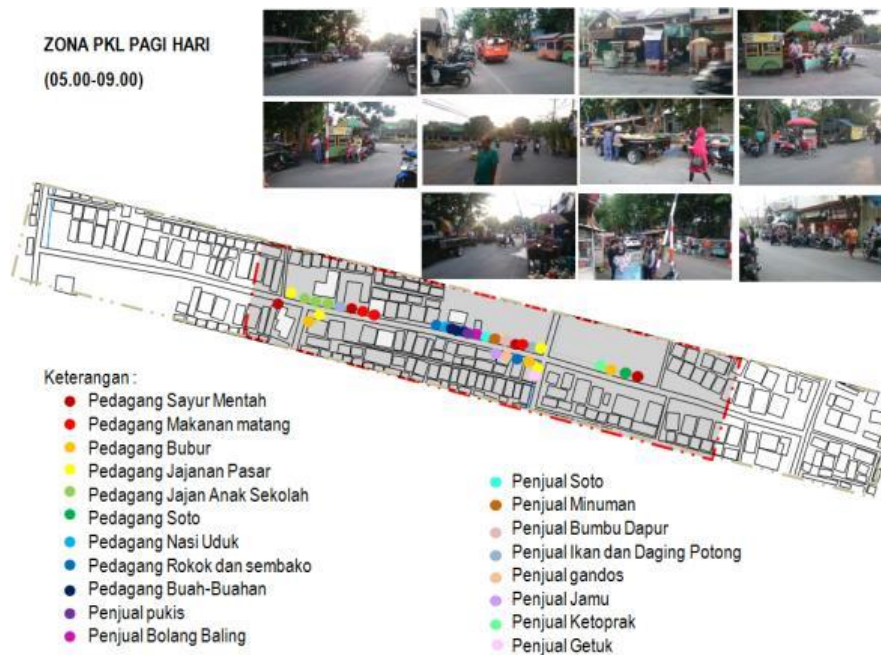 ZONA PKL PAGI HARI
(05.00-09.00)
Keterangan :
Pedagang Sayur Mentah
Pedagang Makanan matang
Pedagang Bubur
Pedagang Jajanan Pasar
Pedagang Jajan Anak Sekolah
Pedagang Soto
Pedagang Nasi Uduk
Pedagang Rokok dan sembako
Pedagang Buah-Buahan
Penjual pukis
Penjual Bolang Baling
Penjual Soto
Penjual Minuman
Penjual Bumbu Dapur
Penjual Ikan dan Daging Potong
Penjual gandos
Penjual Jamu
Penjual Ketoprak
Penjual Getuk